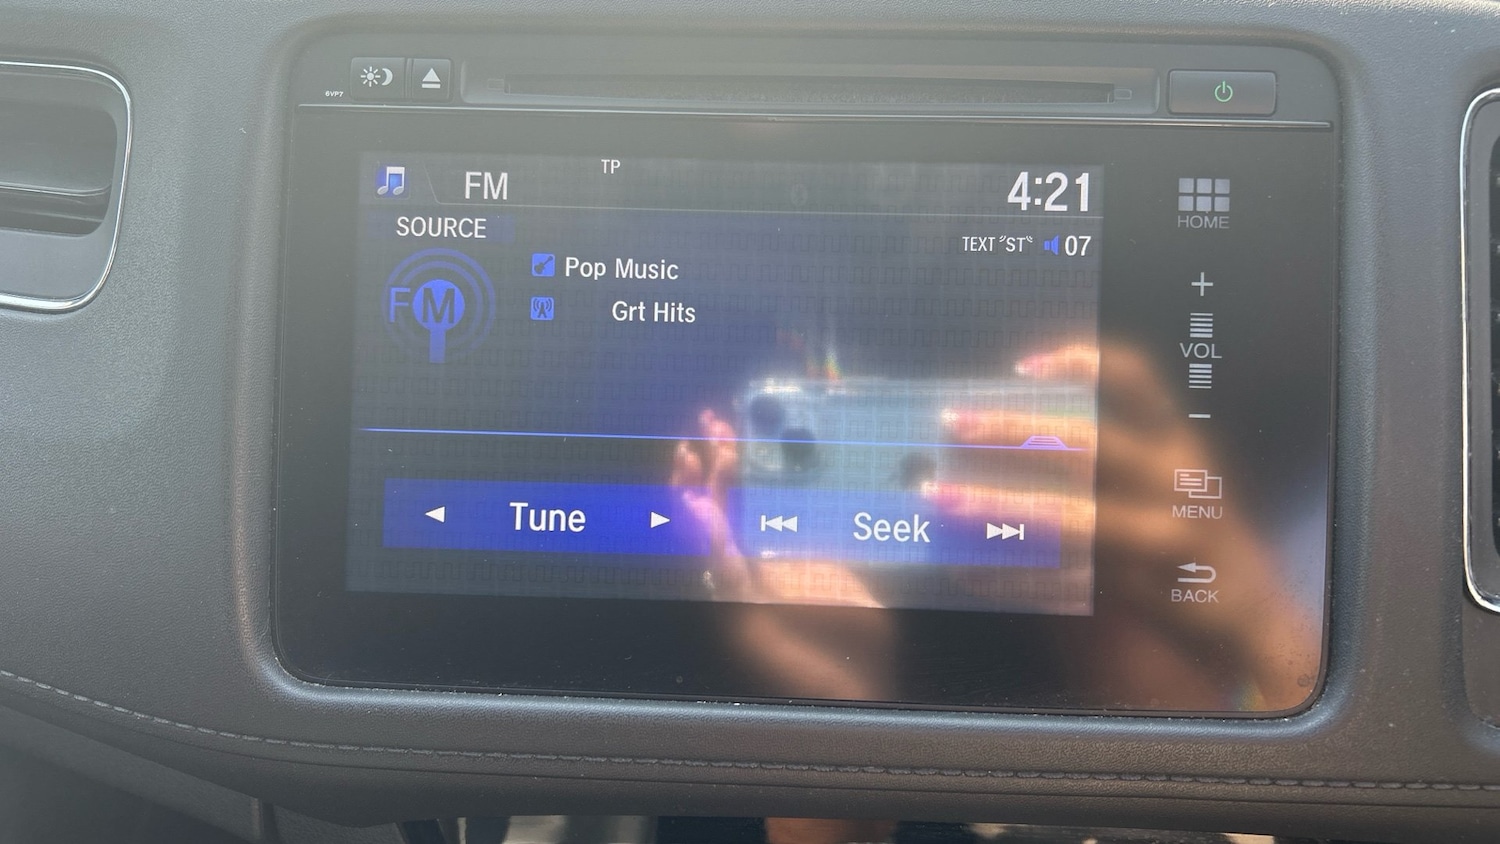 6VP7
FM
TP
4:21
SOURCE
TEXT "ST" 07
FM
Pop Music
Grt Hits
Tune
Seek
HOME
+
VOL
−
MENU
BACK